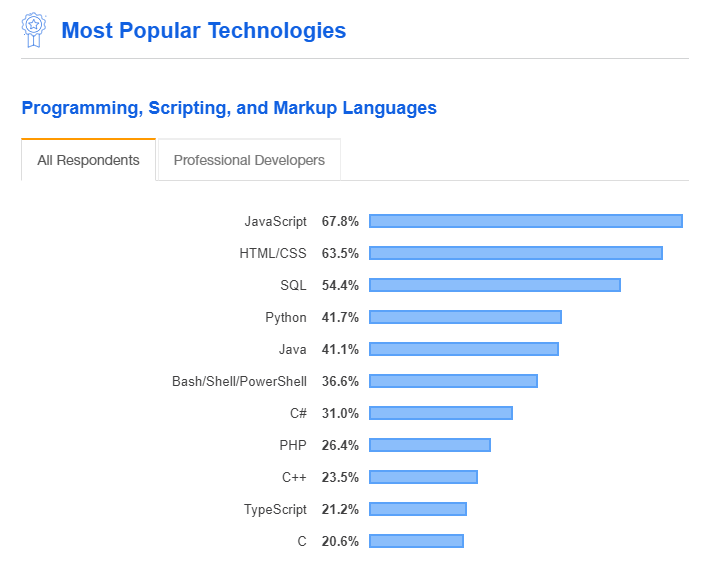 Most Popular Technologies
Programming, Scripting, and Markup Languages
All Respondents Professional Developers
JavaScript 67.8%
HTML/CSS 63.5%
SQL 54.4%
Python 41.7%
Java 41.1%
Bash/Shell/PowerShell 36.6%
C# 31.0%
PHP 26.4%
C++ 23.5%
TypeScript 21.2%
C 20.6%